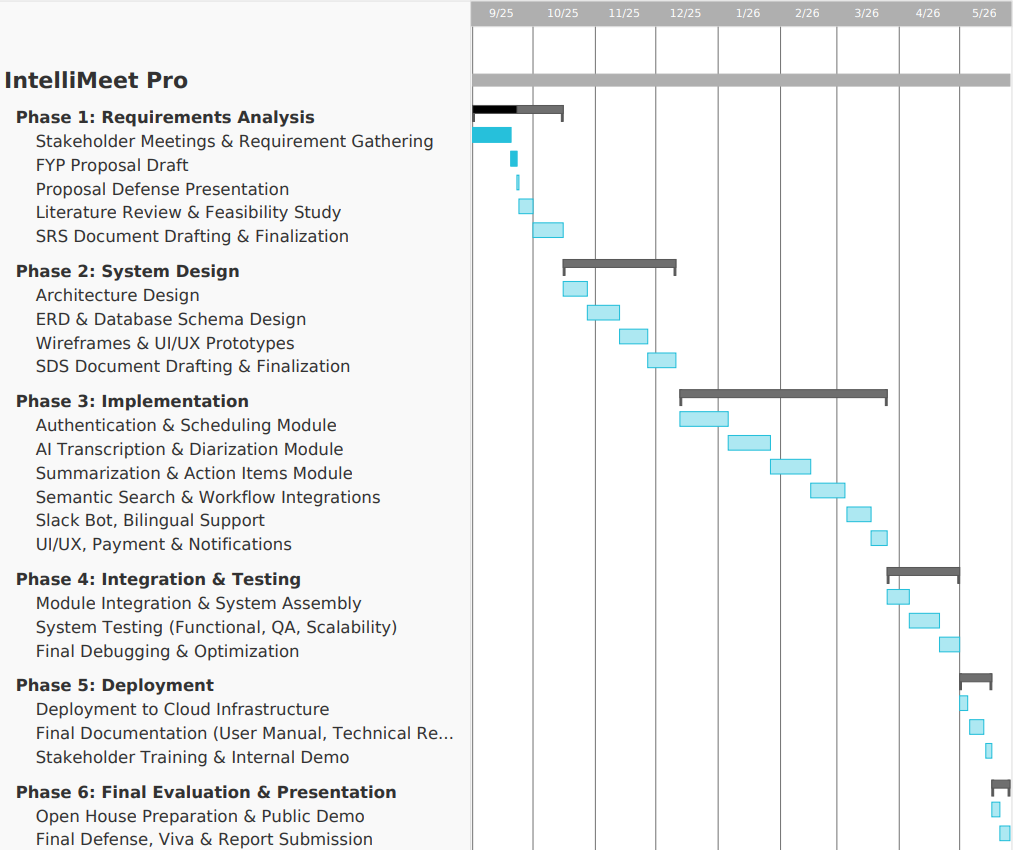 9/25 10/25 11/25 12/25 1/26 2/26 3/26 4/26 5/26
IntelliMeet Pro
Phase 1: Requirements Analysis
Stakeholder Meetings & Requirement Gathering
FYP Proposal Draft
Proposal Defense Presentation
Literature Review & Feasibility Study
SRS Document Drafting & Finalization
Phase 2: System Design
Architecture Design
ERD & Database Schema Design
Wireframes & UI/UX Prototypes
SDS Document Drafting & Finalization
Phase 3: Implementation
Authentication & Scheduling Module
AI Transcription & Diarization Module
Summarization & Action Items Module
Semantic Search & Workflow Integrations
Slack Bot, Bilingual Support
UI/UX, Payment & Notifications
Phase 4: Integration & Testing
Module Integration & System Assembly
System Testing (Functional, QA, Scalability)
Final Debugging & Optimization
Phase 5: Deployment
Deployment to Cloud Infrastructure
Final Documentation (User Manual, Technical Re...
Stakeholder Training & Internal Demo
Phase 6: Final Evaluation & Presentation
Open House Preparation & Public Demo
Final Defense, Viva & Report Submission